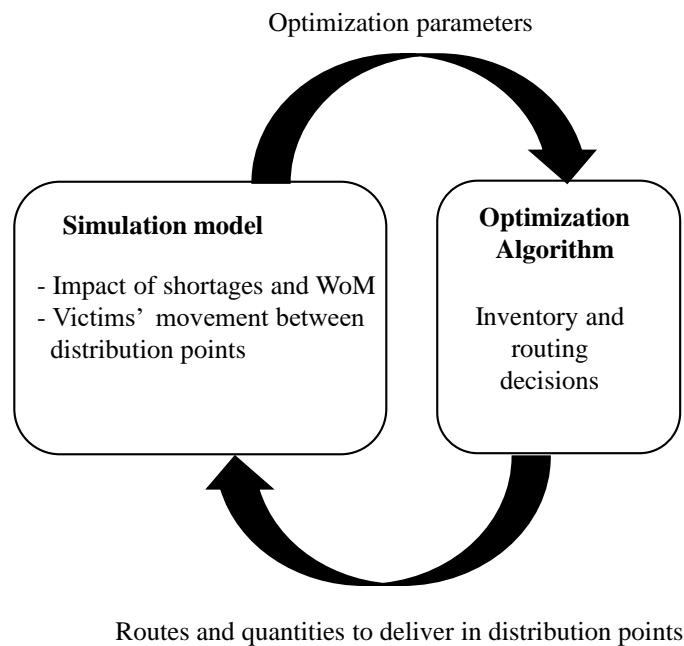 Optimization parameters
Simulation model
- Impact of shortages and WoM
- Victims’ movement between
distribution points
Optimization
Algorithm
Inventory and
routing
decisions
Routes and quantities to deliver in distribution points